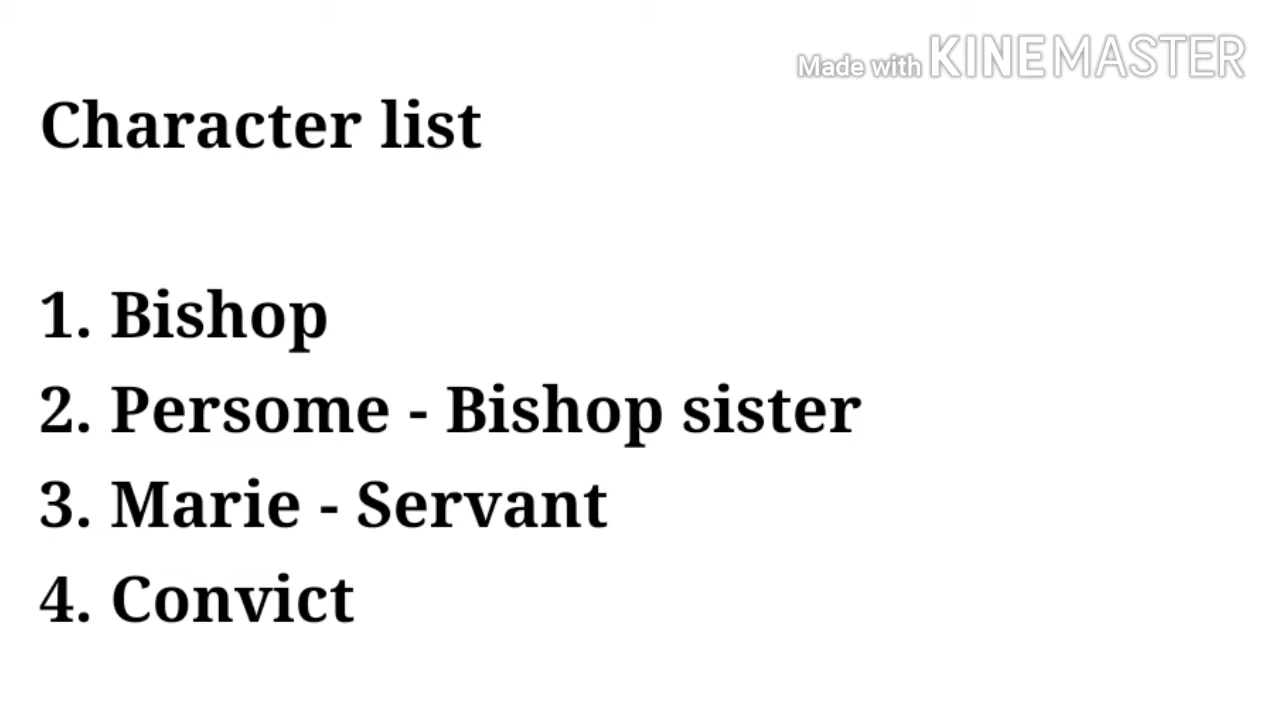 Made with KINEMASTER
Character list
1. Bishop
2. Persome - Bishop sister
3. Marie - Servant
4. Convict